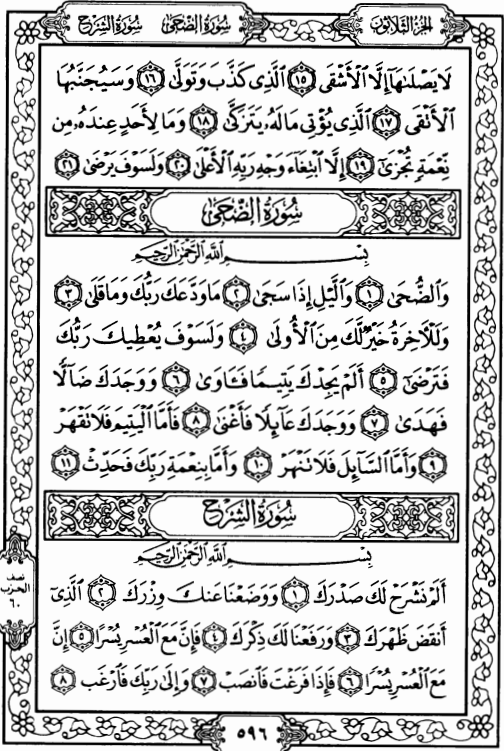 الجزء الثلاثون سورة الضحى سورة الشرح
لَا يَصْلَىٰهَآ إِلَّا ٱلْأَشْقَى ١٥ ٱلَّذِى كَذَّبَ وَتَوَلَّىٰ ١٦ وَسَيُجَنَّبُهَا
ٱلْأَتْقَى ١٧ ٱلَّذِى يُؤْتِى مَالَهُۥ يَتَزَكَّىٰ ١٨ وَمَا لِأَحَدٍ عِندَهُۥ مِن
نِّعْمَةٍ تُجْزَىٰٓ ١٩ إِلَّا ٱبْتِغَآءَ وَجْهِ رَبِّهِ ٱلْأَعْلَىٰ ٢٠ وَلَسَوْفَ يَرْضَىٰ ٢١
سُورَةُ الضُّحَىٰ
بِسْمِ ٱللَّهِ ٱلرَّحْمَٰنِ ٱلرَّحِيمِ
وَٱلضُّحَىٰ ١ وَٱلَّيْلِ إِذَا سَجَىٰ ٢ مَا وَدَّعَكَ رَبُّكَ وَمَا قَلَىٰ ٣
وَلَلْءَاخِرَةُ خَيْرٌ لَّكَ مِنَ ٱلْأُولَىٰ ٤ وَلَسَوْفَ يُعْطِيكَ رَبُّكَ
فَتَرْضَىٰٓ ٥ أَلَمْ يَجِدْكَ يَتِيمًا فَـَٔاوَىٰ ٦ وَوَجَدَكَ ضَآلًّا
فَهَدَىٰ ٧ وَوَجَدَكَ عَآئِلًا فَأَغْنَىٰ ٨ فَأَمَّا ٱلْيَتِيمَ فَلَا تَقْهَرْ
٩ وَأَمَّا ٱلسَّآئِلَ فَلَا تَنْهَرْ ١٠ وَأَمَّا بِنِعْمَةِ رَبِّكَ فَحَدِّثْ ١١
سُورَةُ الشَّرْحِ
بِسْمِ ٱللَّهِ ٱلرَّحْمَٰنِ ٱلرَّحِيمِ
أَلَمْ نَشْرَحْ لَكَ صَدْرَكَ ١ وَوَضَعْنَا عَنكَ وِزْرَكَ ٢ ٱلَّذِىٓ
أَنقَضَ ظَهْرَكَ ٣ وَرَفَعْنَا لَكَ ذِكْرَكَ ٤ فَإِنَّ مَعَ ٱلْعُسْرِ يُسْرًا ٥ إِنَّ
مَعَ ٱلْعُسْرِ يُسْرًا ٦ فَإِذَا فَرَغْتَ فَٱنصَبْ ٧ وَإِلَىٰ رَبِّكَ فَٱرْغَب ٨
نصف
الحزب
٦٠
٥٩٦